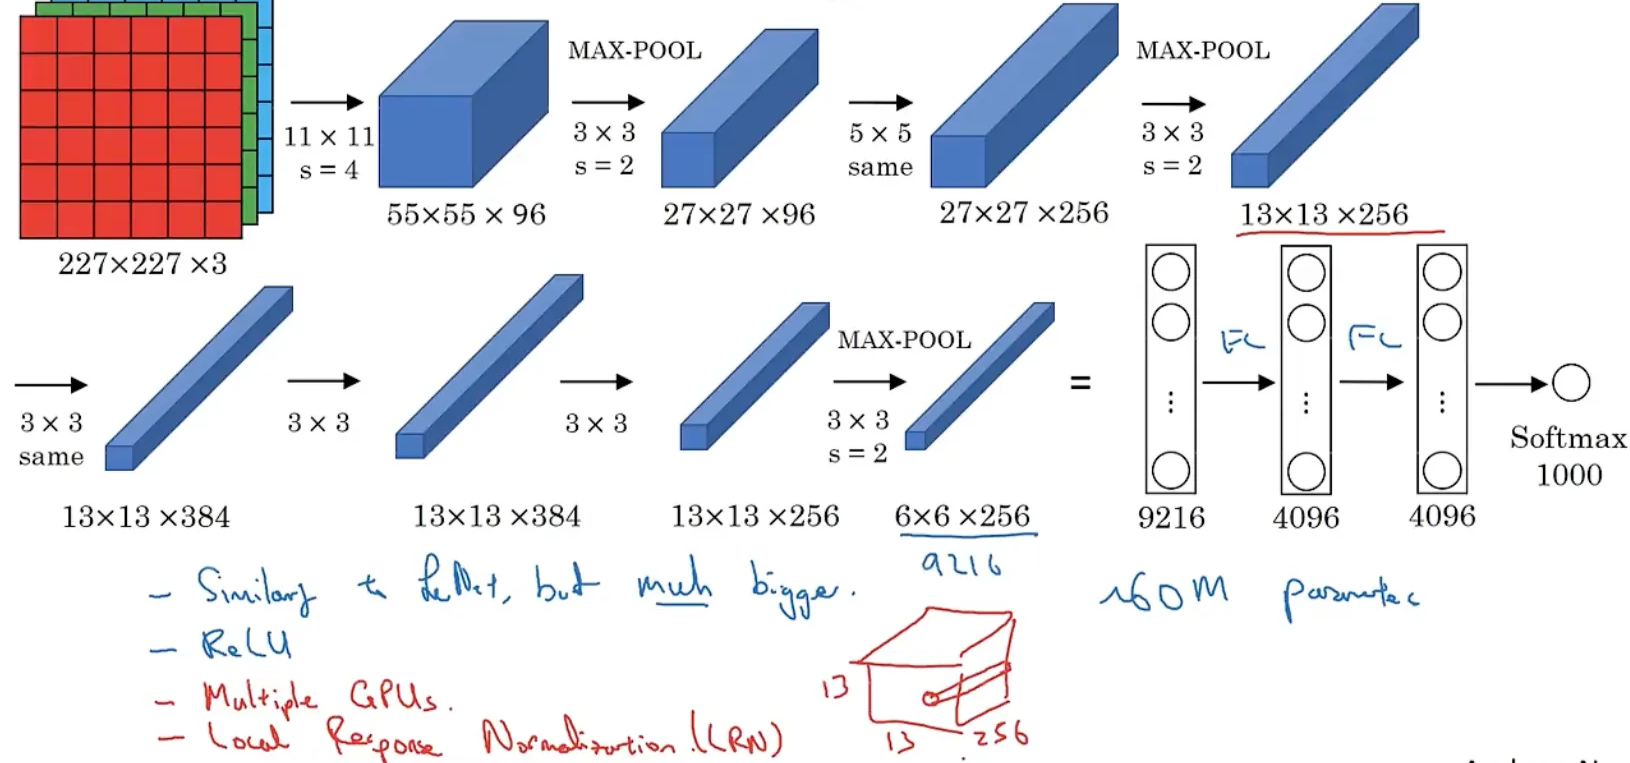 MAX-POOL
MAX-POOL
11 × 11
s = 4
3 × 3
s = 2
5 × 5
same
3 × 3
s = 2
227×227 ×3
55×55 × 96
27×27 ×96
27×27 ×256
13×13 ×256
MAX-POOL
FC
FC
3 × 3
same
3 × 3
3 × 3
3 × 3
s = 2
Softmax
1000
13×13 ×384
13×13 ×384
13×13 ×256
6×6 ×256
9216
4096
4096
9216
- Similary to LeNet, but much bigger.
~60M parameters
- ReLU
- Multiple GPUs.
- Local Response Normalization (LRN)
13
13
256